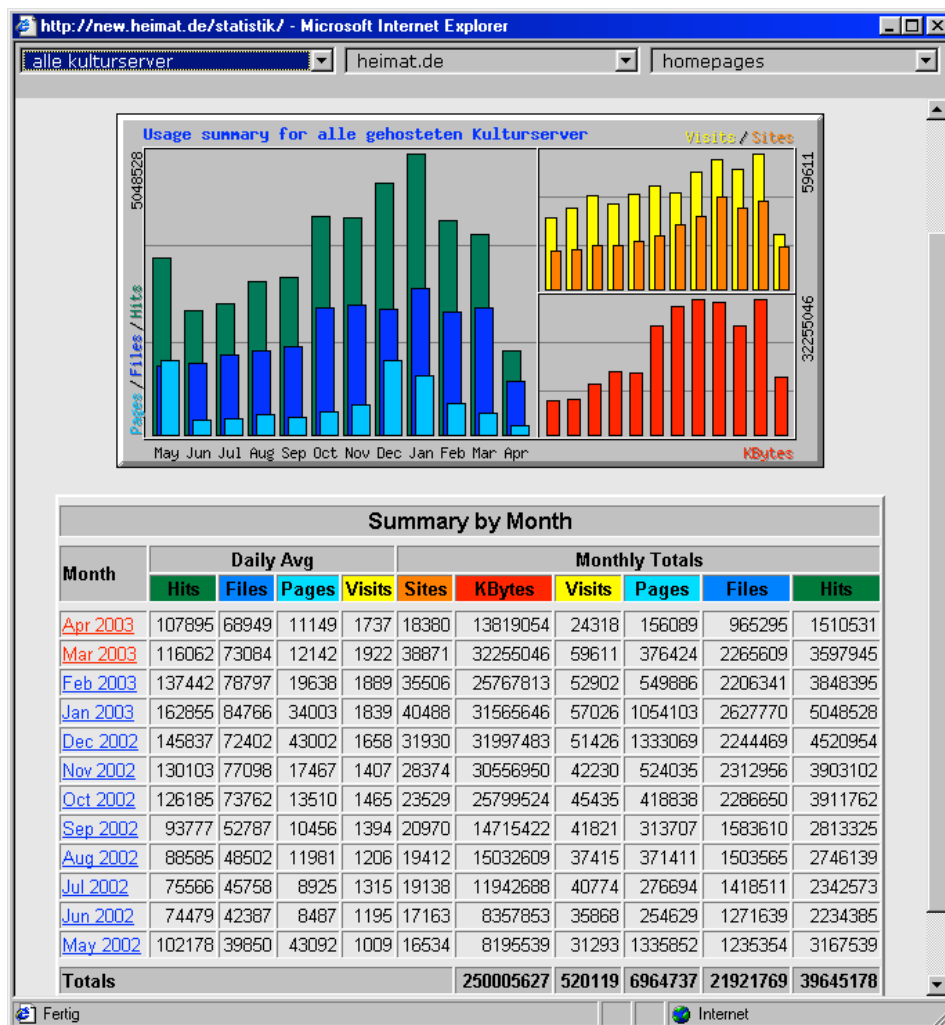 http://new.heimat.de/statistik/ - Microsoft Internet Explorer
alle kulturserver heimat.de homepages
Usage summary for alle gehosteten Kulturserver Visits/Sites
5048528 59611
Pages/Files/Hits 32255046
May Jun Jul Aug Sep Oct Nov Dec Jan Feb Mar Apr KBytes
Summary by Month
Month Daily Avg Monthly Totals
Hits Files Pages Visits Sites KBytes Visits Pages Files Hits
Apr 2003 107895 68949 11149 1737 18380 13819054 24318 156089 965295 1510531
Mar 2003 116062 73084 12142 1922 38871 32255046 59611 376424 2265609 3597945
Feb 2003 137442 78797 19638 1889 35506 25767813 52902 549886 2206341 3848395
Jan 2003 162855 84766 34003 1839 40488 31565646 57026 1054103 2627770 5048528
Dec 2002 145837 72402 43002 1658 31930 31997483 51426 1333069 2244469 4520954
Nov 2002 130103 77098 17467 1407 28374 30556950 42230 524035 2312956 3903102
Oct 2002 126185 73762 13510 1465 23529 25799524 45435 418838 2286650 3911762
Sep 2002 93777 52787 10456 1394 20970 14715422 41821 313707 1583610 2813325
Aug 2002 88585 48502 11981 1206 19412 15032609 37415 371411 1503565 2746139
Jul 2002 75566 45758 8925 1315 19138 11942688 40774 276694 1418511 2342573
Jun 2002 74479 42387 8487 1195 17163 8357853 35868 254629 1271639 2234385
May 2002 102178 39850 43092 1009 16534 8195539 31293 1335852 1235354 3167539
Totals 250005627 520119 6964737 21921769 39645178
Fertig Internet